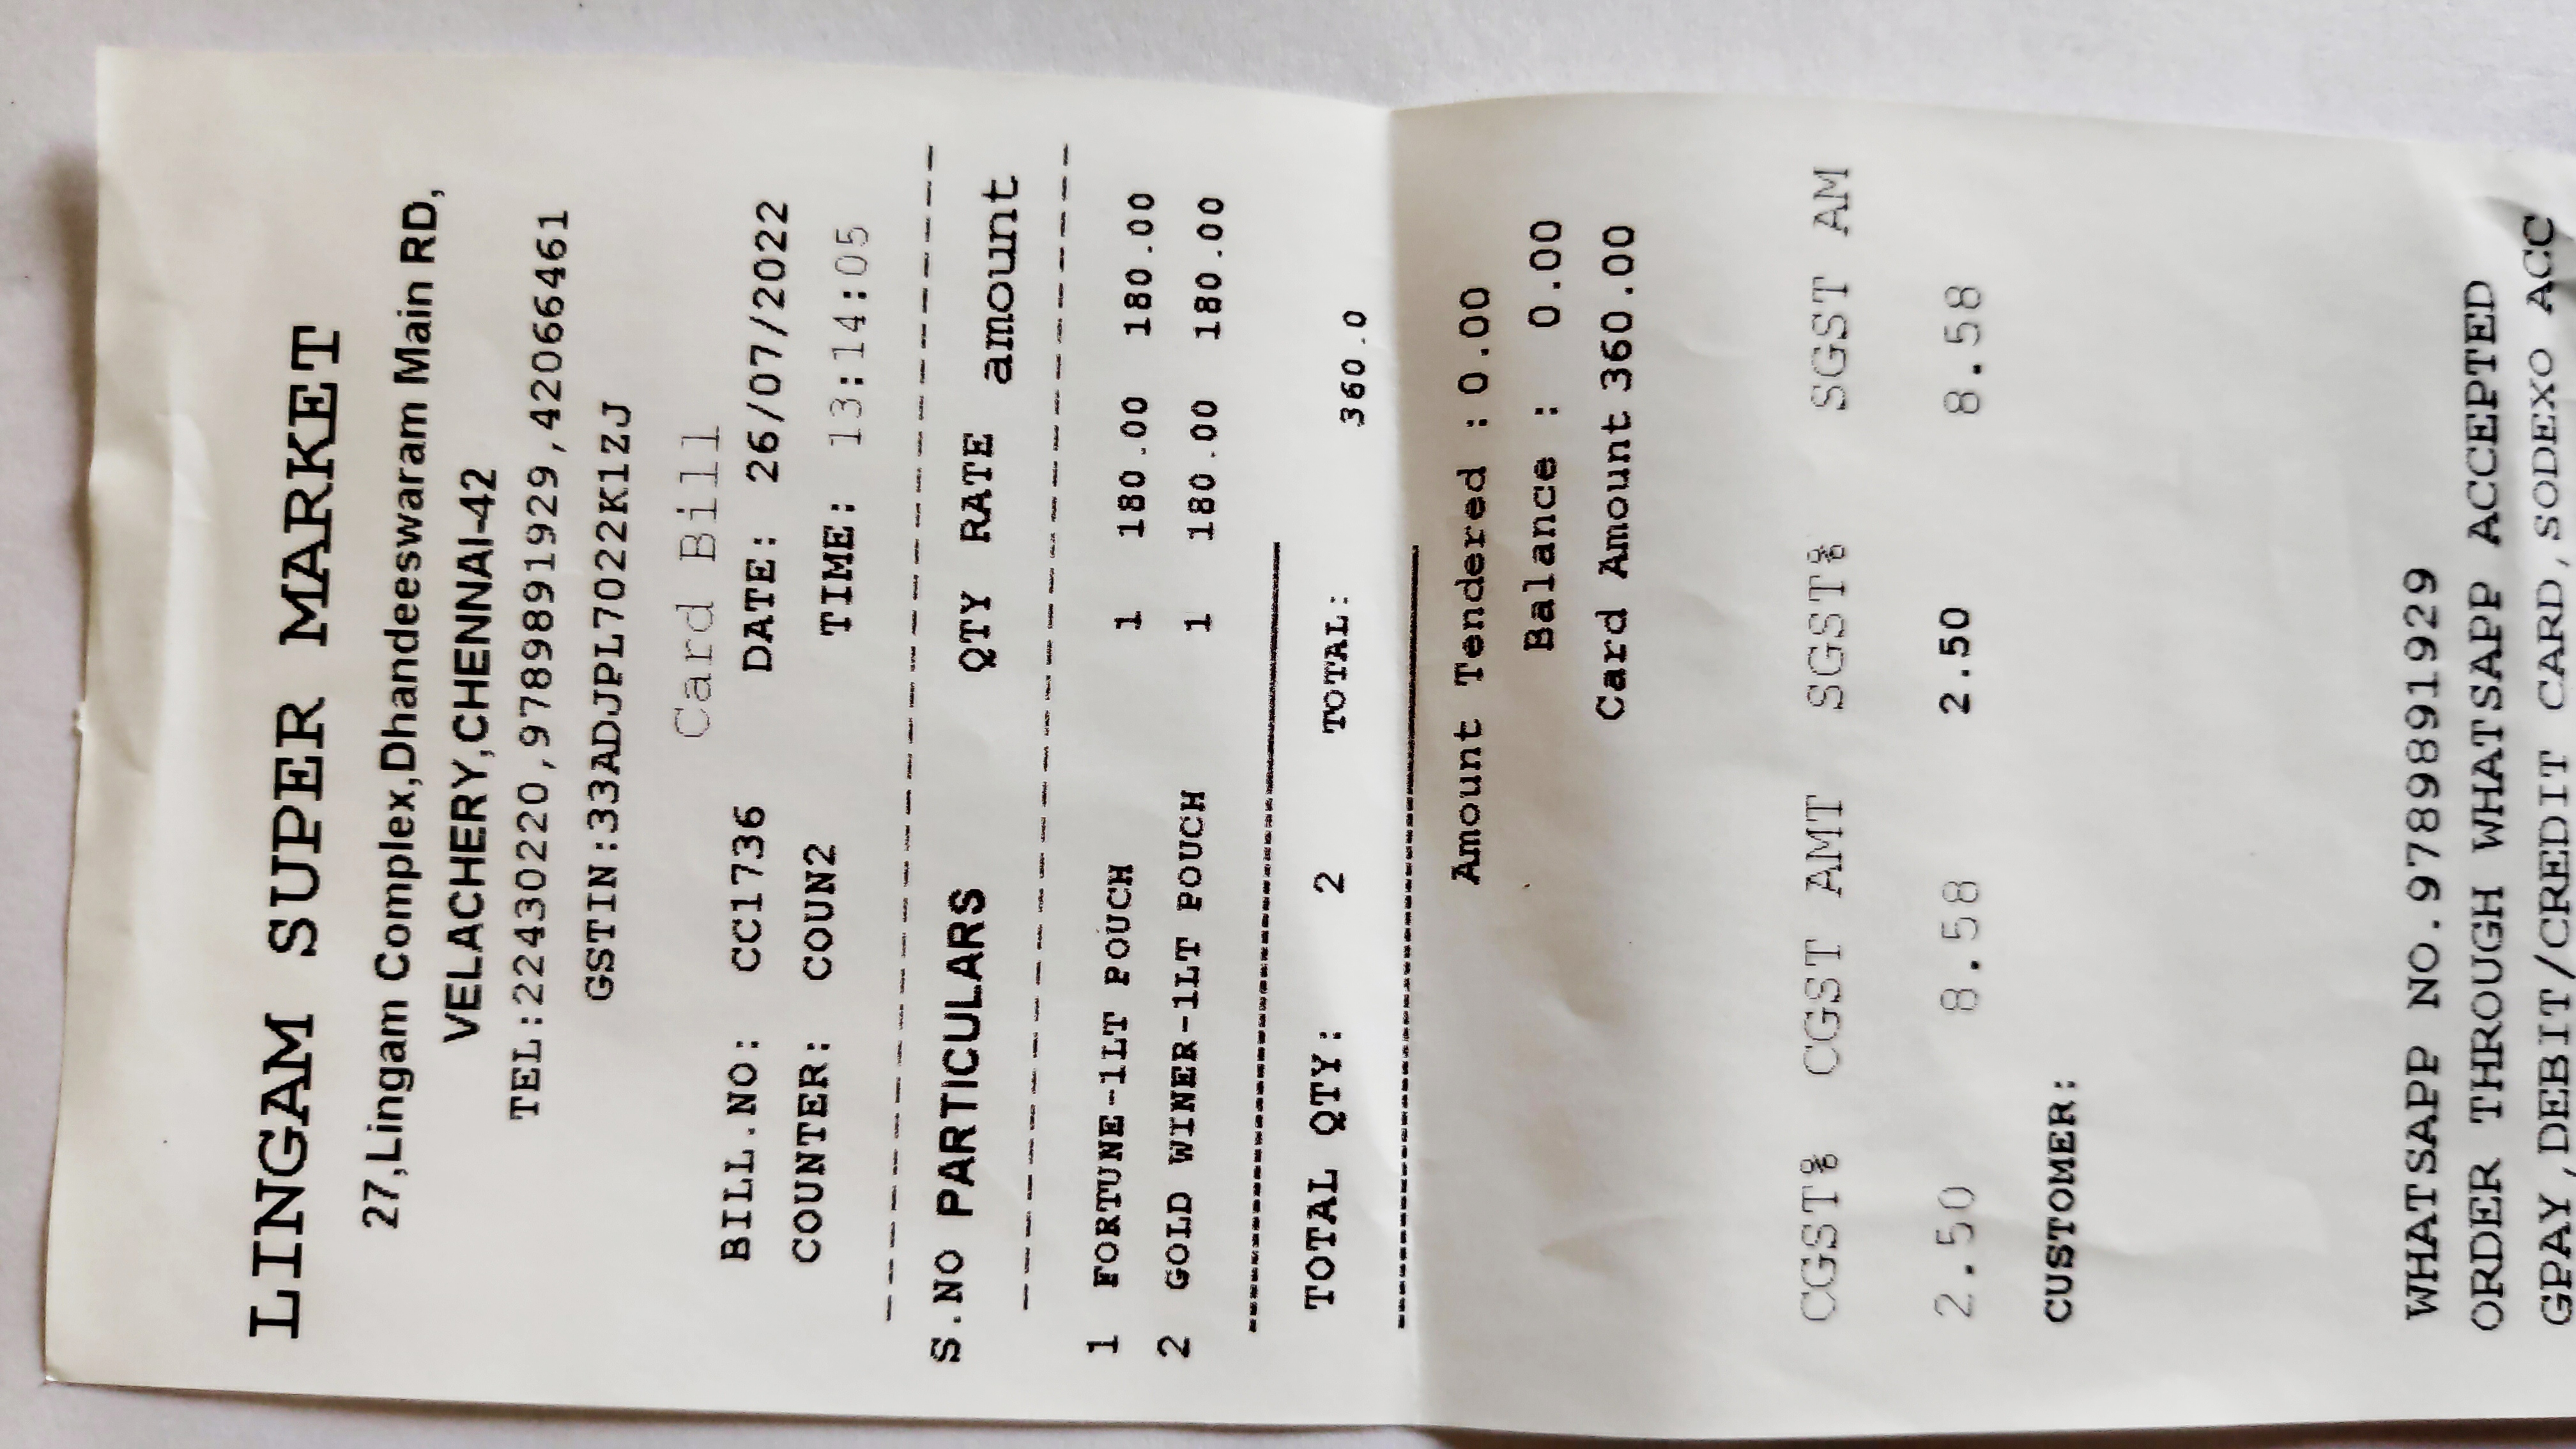 LINGAM SUPER MARKET
27,Lingam Complex,Dhandeeswaram Main RD,
VELACHERY,CHENNAI-42
TEL:22430220,9789891929,42066461
GSTIN:33ADJPL7022K1ZJ
Card Bill
BILL.NO: CC1736 DATE: 26/07/2022
COUNTER: COUN2 TIME: 13:14:05
S.NO PARTICULARS QTY RATE amount
1 FORTUNE-1LT POUCH 1 180.00 180.00
2 GOLD WINER-1LT POUCH 1 180.00 180.00
TOTAL QTY: 2 TOTAL: 360.0
Amount Tendered :0.00
Balance : 0.00
Card Amount 360.00
CGST% CGST AMT SGST% SGST AM
2.50 8.58 2.50 8.58
CUSTOMER:
WHATSAPP NO.9789891929
ORDER THROUGH WHATSAPP ACCEPTED
GPAY,DEBIT/CREDIT CARD,SODEXO ACC